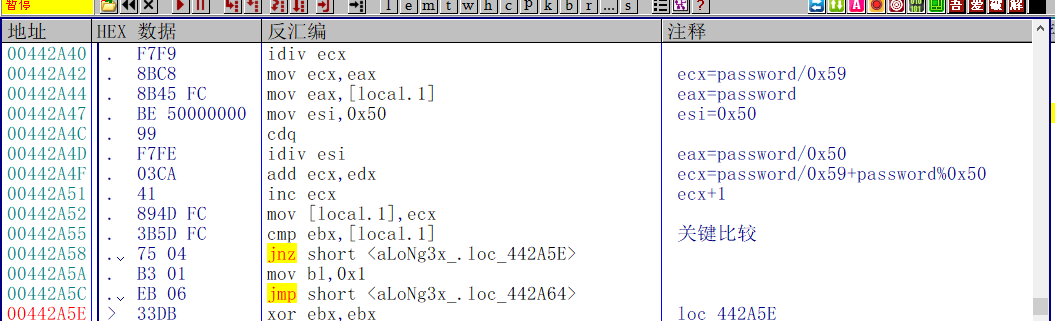 暂停 l e m t w h c p k b r ... s ? 吾 爱 破 解
地址 HEX 数据 反汇编 注释
00442A40 . F7F9 idiv ecx
00442A42 . 8BC8 mov ecx,eax ecx=password/0x59
00442A44 . 8B45 FC mov eax,[local.1] eax=password
00442A47 . BE 50000000 mov esi,0x50 esi=0x50
00442A4C . 99 cdq
00442A4D . F7FE idiv esi eax=password/0x50
00442A4F . 03CA add ecx,edx ecx=password/0x59+password%0x50
00442A51 . 41 inc ecx ecx+1
00442A52 . 894D FC mov [local.1],ecx
00442A55 . 3B5D FC cmp ebx,[local.1] 关键比较
00442A58 .⌄ 75 04 jnz short <aLoNg3x_.loc_442A5E>
00442A5A . B3 01 mov bl,0x1
00442A5C .⌄ EB 06 jmp short <aLoNg3x_.loc_442A64>
00442A5E > 33DB xor ebx,ebx loc_442A5E